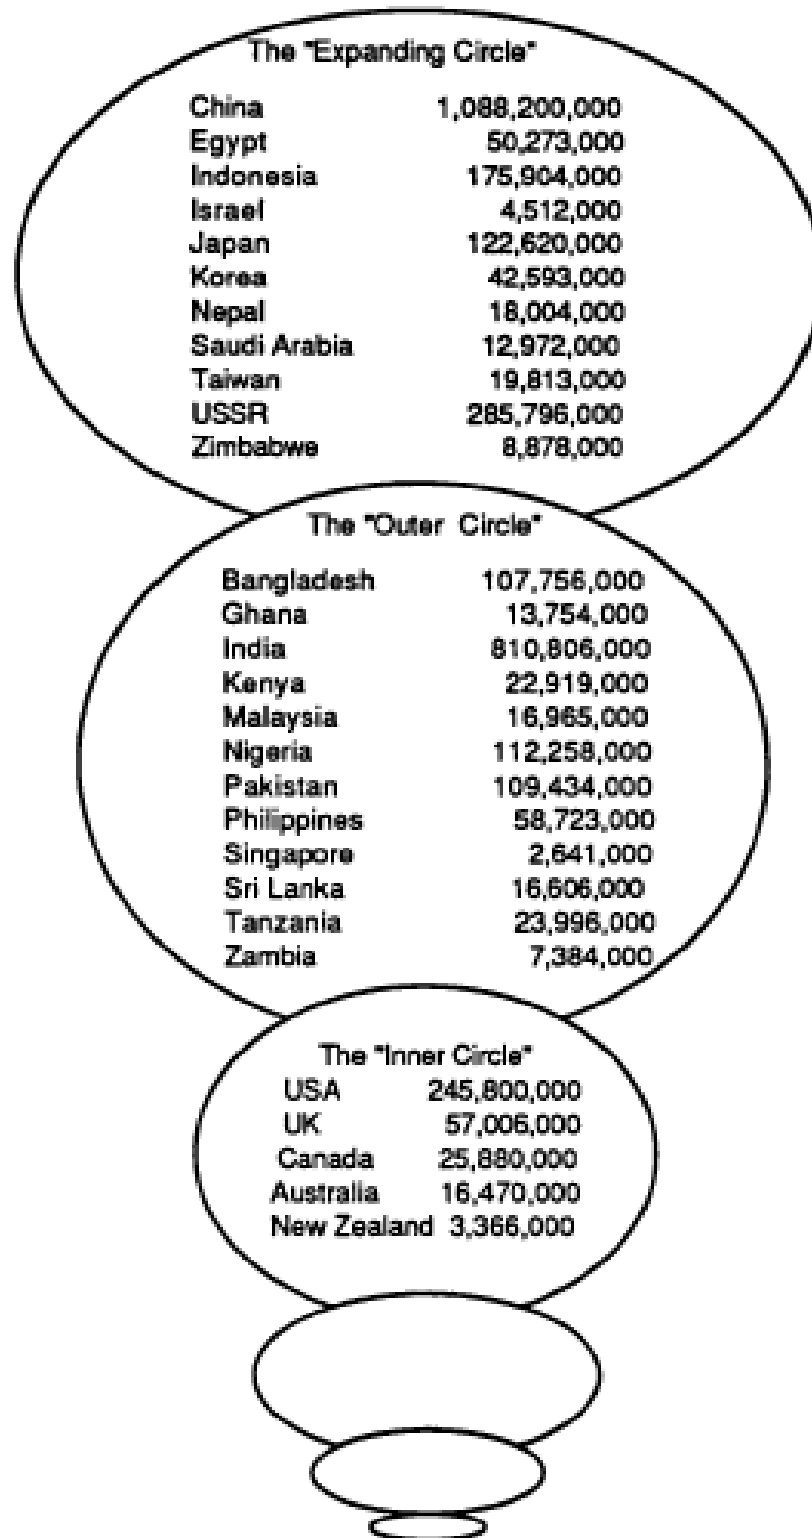 The "Expanding Circle"
China 1,088,200,000
Egypt 50,273,000
Indonesia 175,904,000
Israel 4,512,000
Japan 122,620,000
Korea 42,593,000
Nepal 18,004,000
Saudi Arabia 12,972,000
Taiwan 19,813,000
USSR 285,796,000
Zimbabwe 8,878,000
The "Outer Circle"
Bangladesh 107,756,000
Ghana 13,754,000
India 810,806,000
Kenya 22,919,000
Malaysia 16,965,000
Nigeria 112,258,000
Pakistan 109,434,000
Philippines 58,723,000
Singapore 2,641,000
Sri Lanka 16,606,000
Tanzania 23,996,000
Zambia 7,384,000
The "Inner Circle"
USA 245,800,000
UK 57,006,000
Canada 25,880,000
Australia 16,470,000
New Zealand 3,366,000